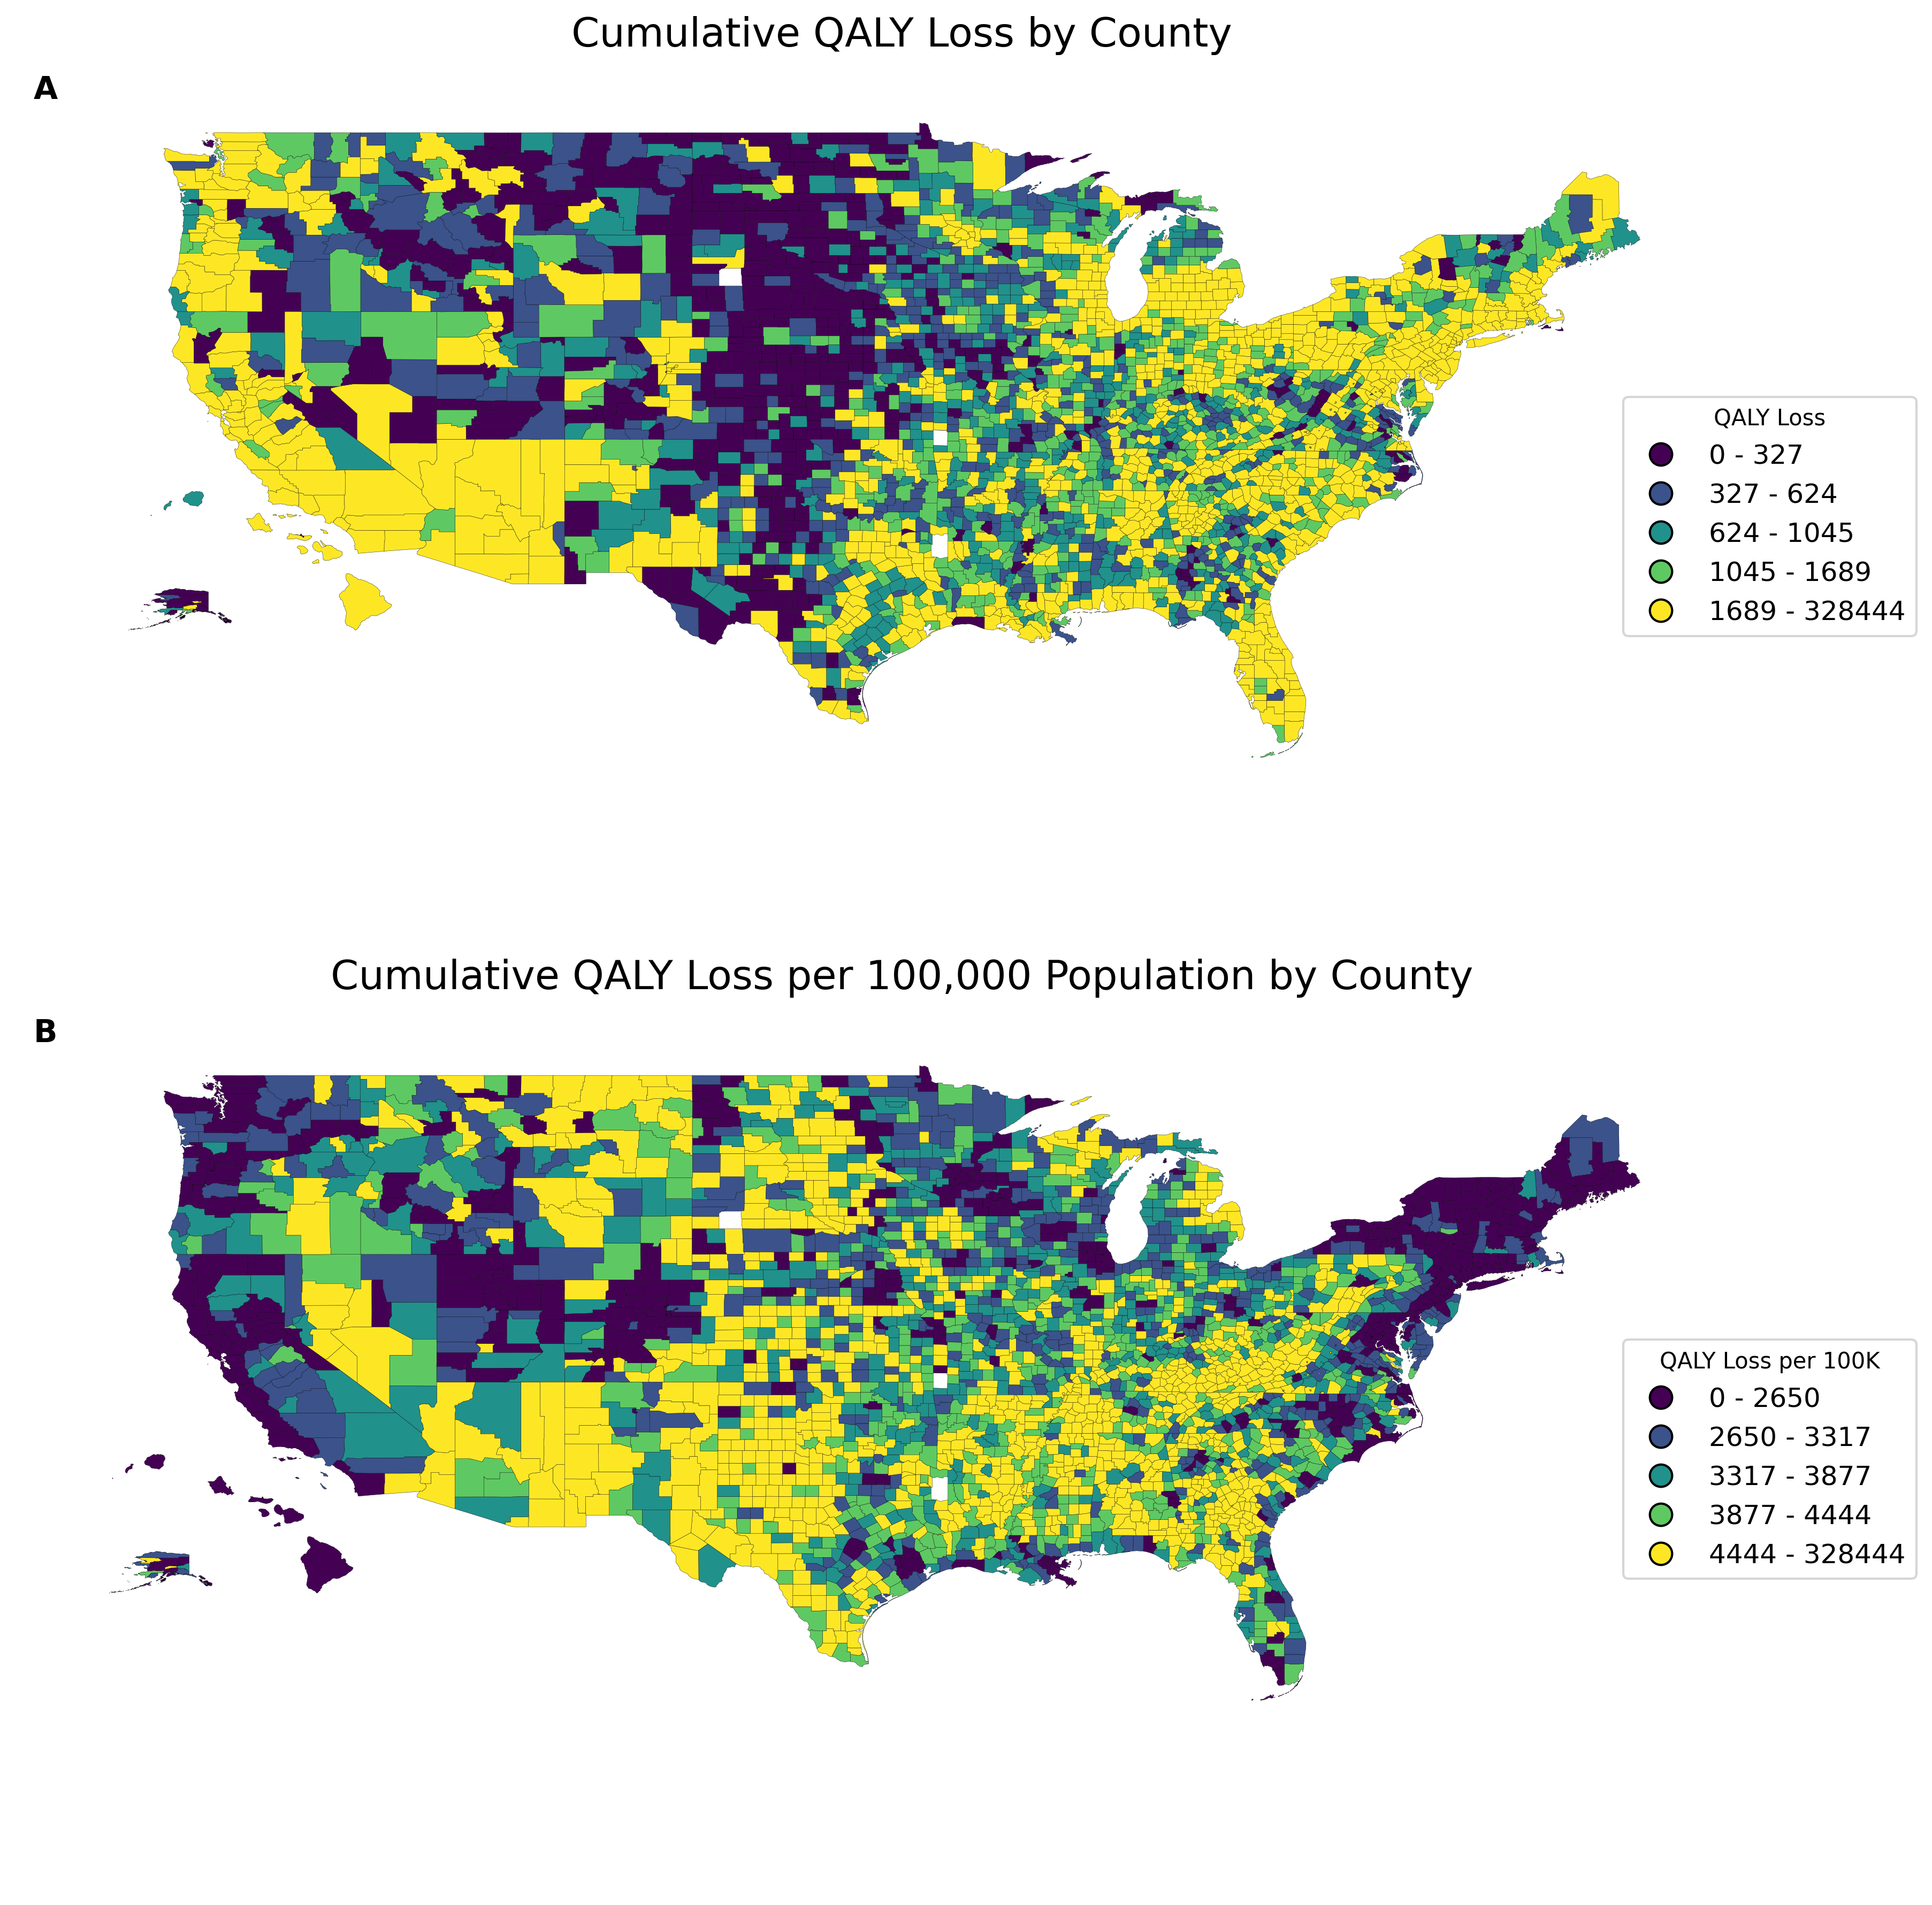 Cumulative QALY Loss by County
A
QALY Loss
0 - 327
327 - 624
624 - 1045
1045 - 1689
1689 - 328444
Cumulative QALY Loss per 100,000 Population by County
B
QALY Loss per 100K
0 - 2650
2650 - 3317
3317 - 3877
3877 - 4444
4444 - 328444